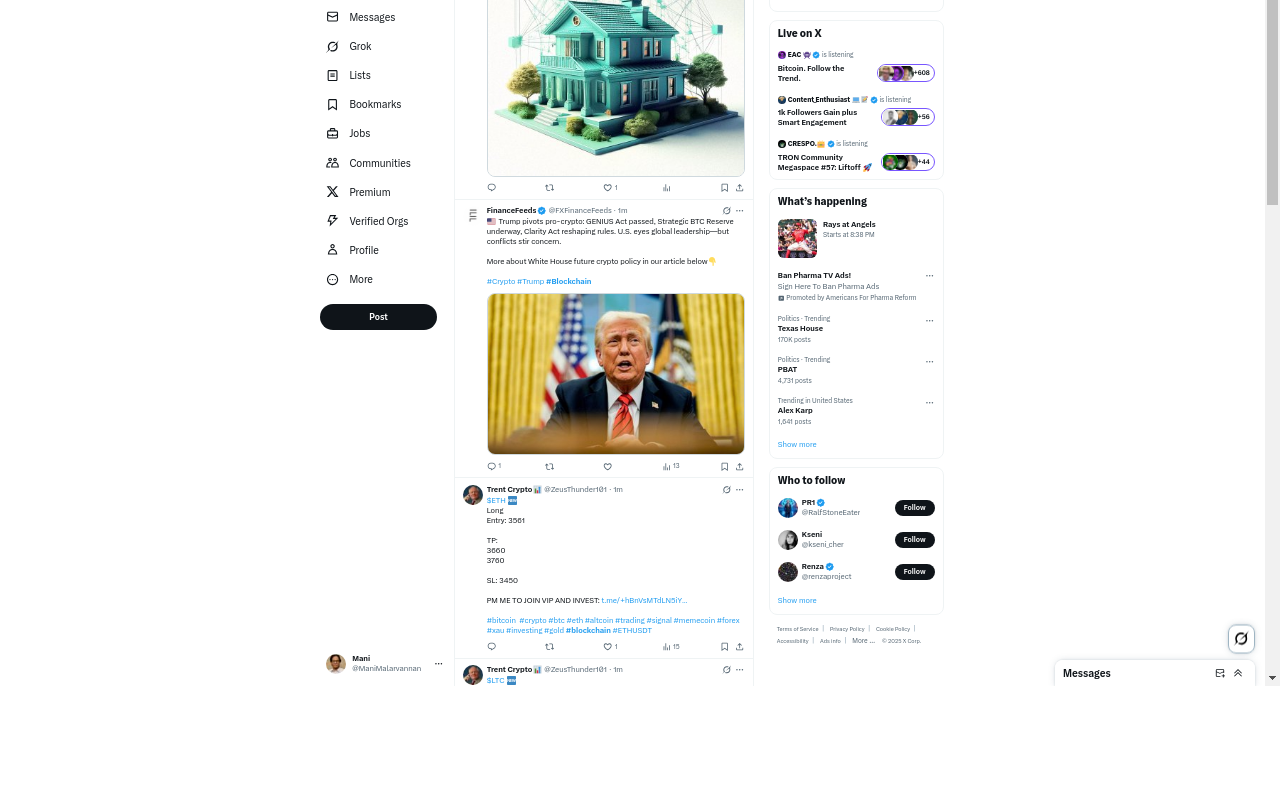 Messages
Grok
Lists
Bookmarks
Jobs
Communities
Premium
Verified Orgs
Profile
More
Post
Mani
@ManiMalarvannan
1
FinanceFeeds @FXFinanceFeeds · 1m
🇺🇸 Trump pivots pro-crypto: GENIUS Act passed, Strategic BTC Reserve
underway, Clarity Act reshaping rules. U.S. eyes global leadership—but
conflicts stir concern.
More about White House future crypto policy in our article below👇
#Crypto #Trump #Blockchain
1
13
Trent Crypto📊 @ZeusThunder101 · 1m
$ETH 🆕
Long
Entry: 3561
TP:
3660
3760
SL: 3450
PM ME TO JOIN VIP AND INVEST: t.me/+hBnVsMTdLN5iY...
#bitcoin #crypto #btc #eth #altcoin #trading #signal #memecoin #forex
#xau #investing #gold #blockchain #ETHUSDT
1
15
Trent Crypto📊 @ZeusThunder101 · 1m
$LTC 🆕
Live on X
EAC is listening
Bitcoin. Follow the
Trend.
+608
Content_Enthusiast is listening
1k Followers Gain plus
Smart Engagement
+56
CRESPO. is listening
TRON Community
Megaspace #57: Liftoff 🚀
+44
What's happening
Rays at Angels
Starts at 8:38 PM
Ban Pharma TV Ads!
Sign Here To Ban Pharma Ads
Promoted by Americans For Pharma Reform
Politics · Trending
Texas House
170K posts
Politics · Trending
PBAT
4,731 posts
Trending in United States
Alex Karp
1,641 posts
Show more
Who to follow
PR1
@RalfStoneEater
Follow
Kseni
@kseni_cher
Follow
Renza
@renzaproject
Follow
Show more
Terms of Service | Privacy Policy | Cookie Policy |
Accessibility | Ads info | More ... © 2025 X Corp.
Messages